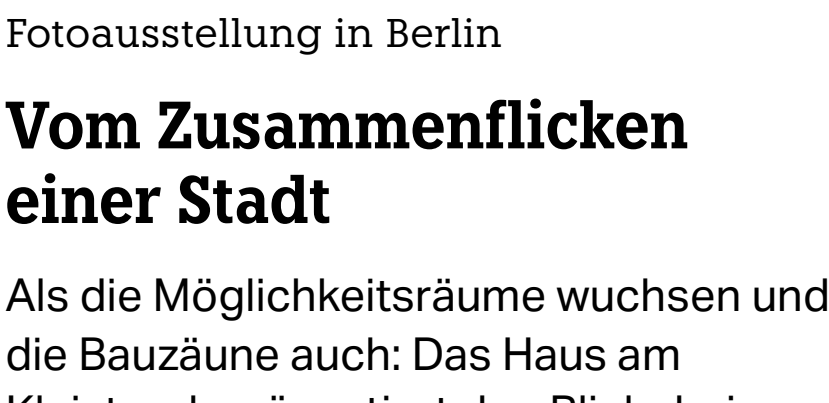 Fotoausstellung in Berlin
Vom Zusammenflicken
einer Stadt
Als die Möglichkeitsräume wuchsen und
die Bauzäune auch: Das Haus am